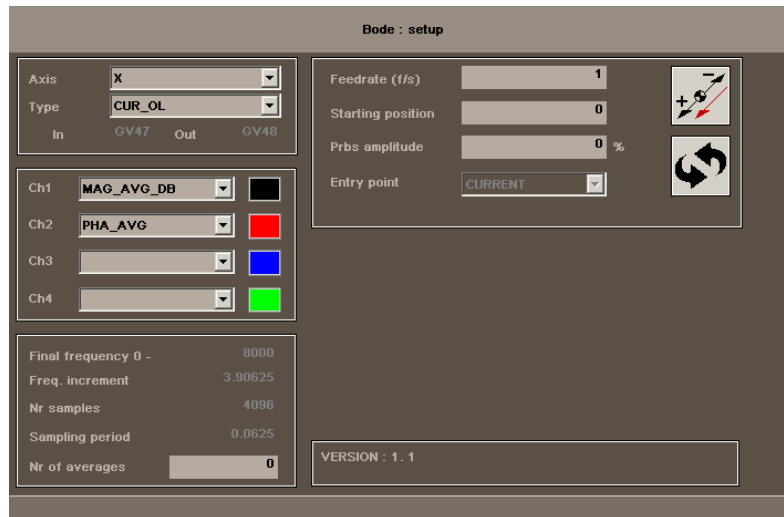 Bode : setup
Axis X
Type CUR_OL
In GV47 Out GV48
Ch1 MAG_AVG_DB
Ch2 PHA_AVG
Ch3
Ch4
Final frequency 0 - 8000
Freq. increment 3.90625
Nr samples 4096
Sampling period 0.0625
Nr of averages 0
Feedrate (f/s) 1
Starting position 0
Prbs amplitude 0 %
Entry point CURRENT
VERSION : 1. 1